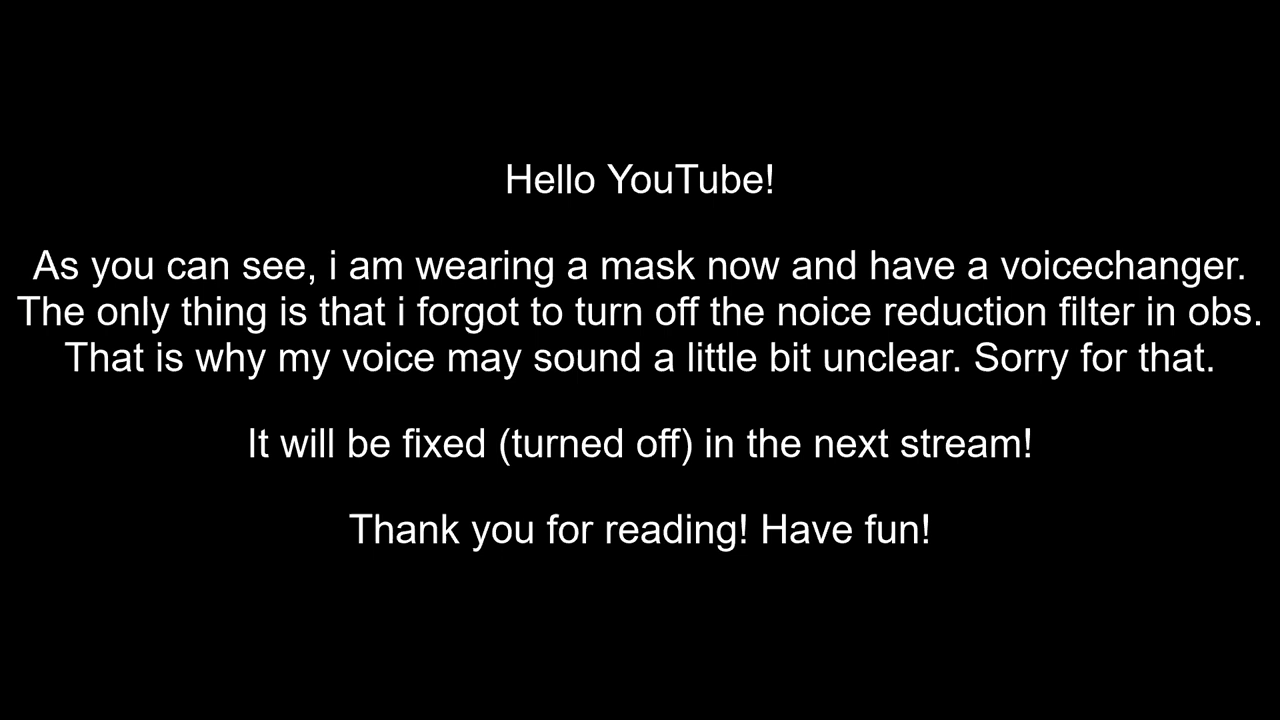 Hello YouTube!
As you can see, i am wearing a mask now and have a voicechanger.
The only thing is that i forgot to turn off the noice reduction filter in obs.
That is why my voice may sound a little bit unclear. Sorry for that.
It will be fixed (turned off) in the next stream!
Thank you for reading! Have fun!